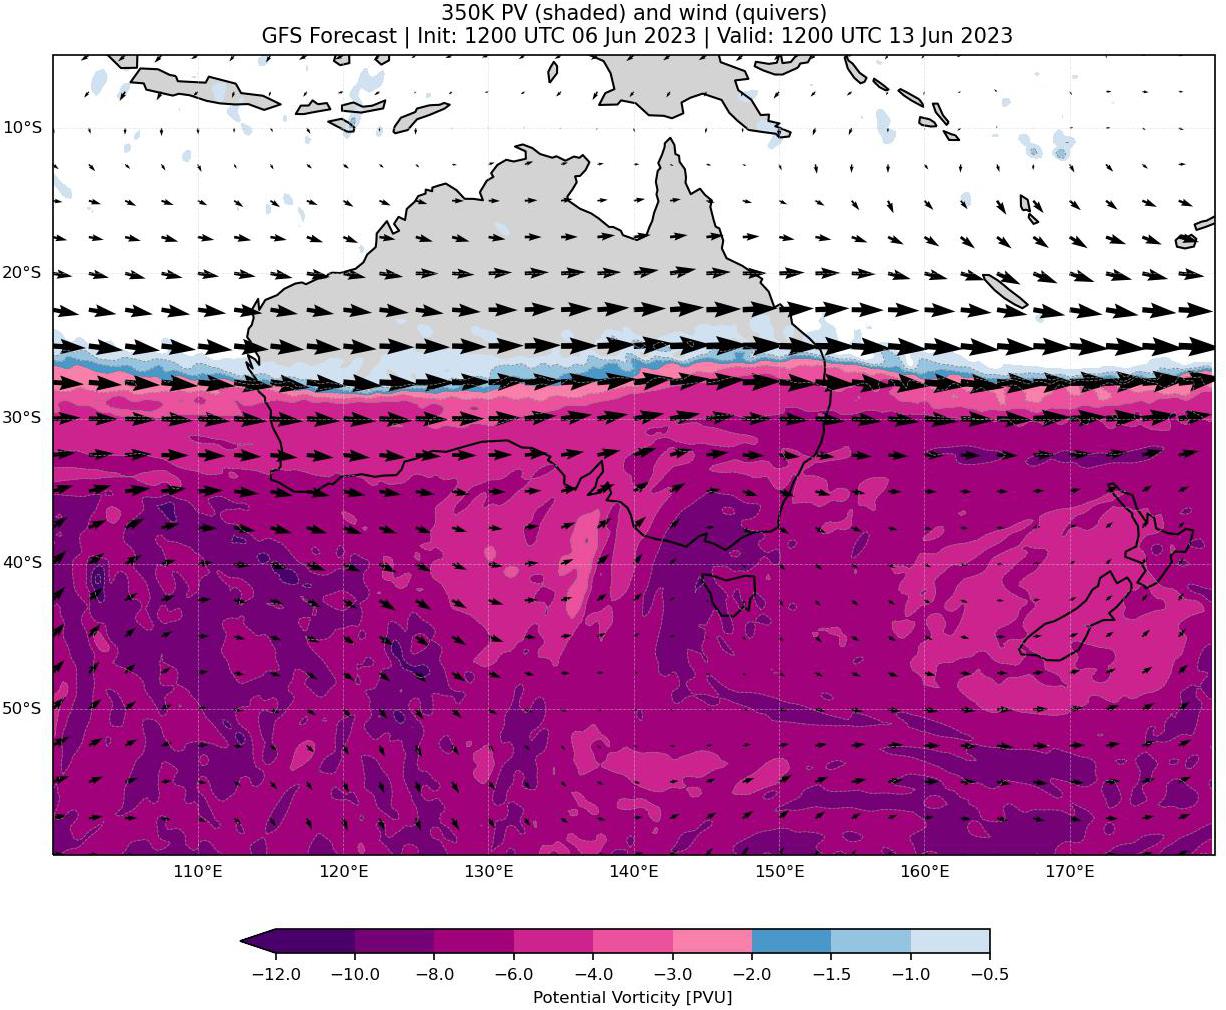 350K PV (shaded) and wind (quivers)
GFS Forecast | Init: 1200 UTC 06 Jun 2023 | Valid: 1200 UTC 13 Jun 2023
10°S
20°S
30°S
40°S
50°S
110°E 120°E 130°E 140°E 150°E 160°E 170°E
−12.0 −10.0 −8.0 −6.0 −4.0 −3.0 −2.0 −1.5 −1.0 −0.5
Potential Vorticity [PVU]